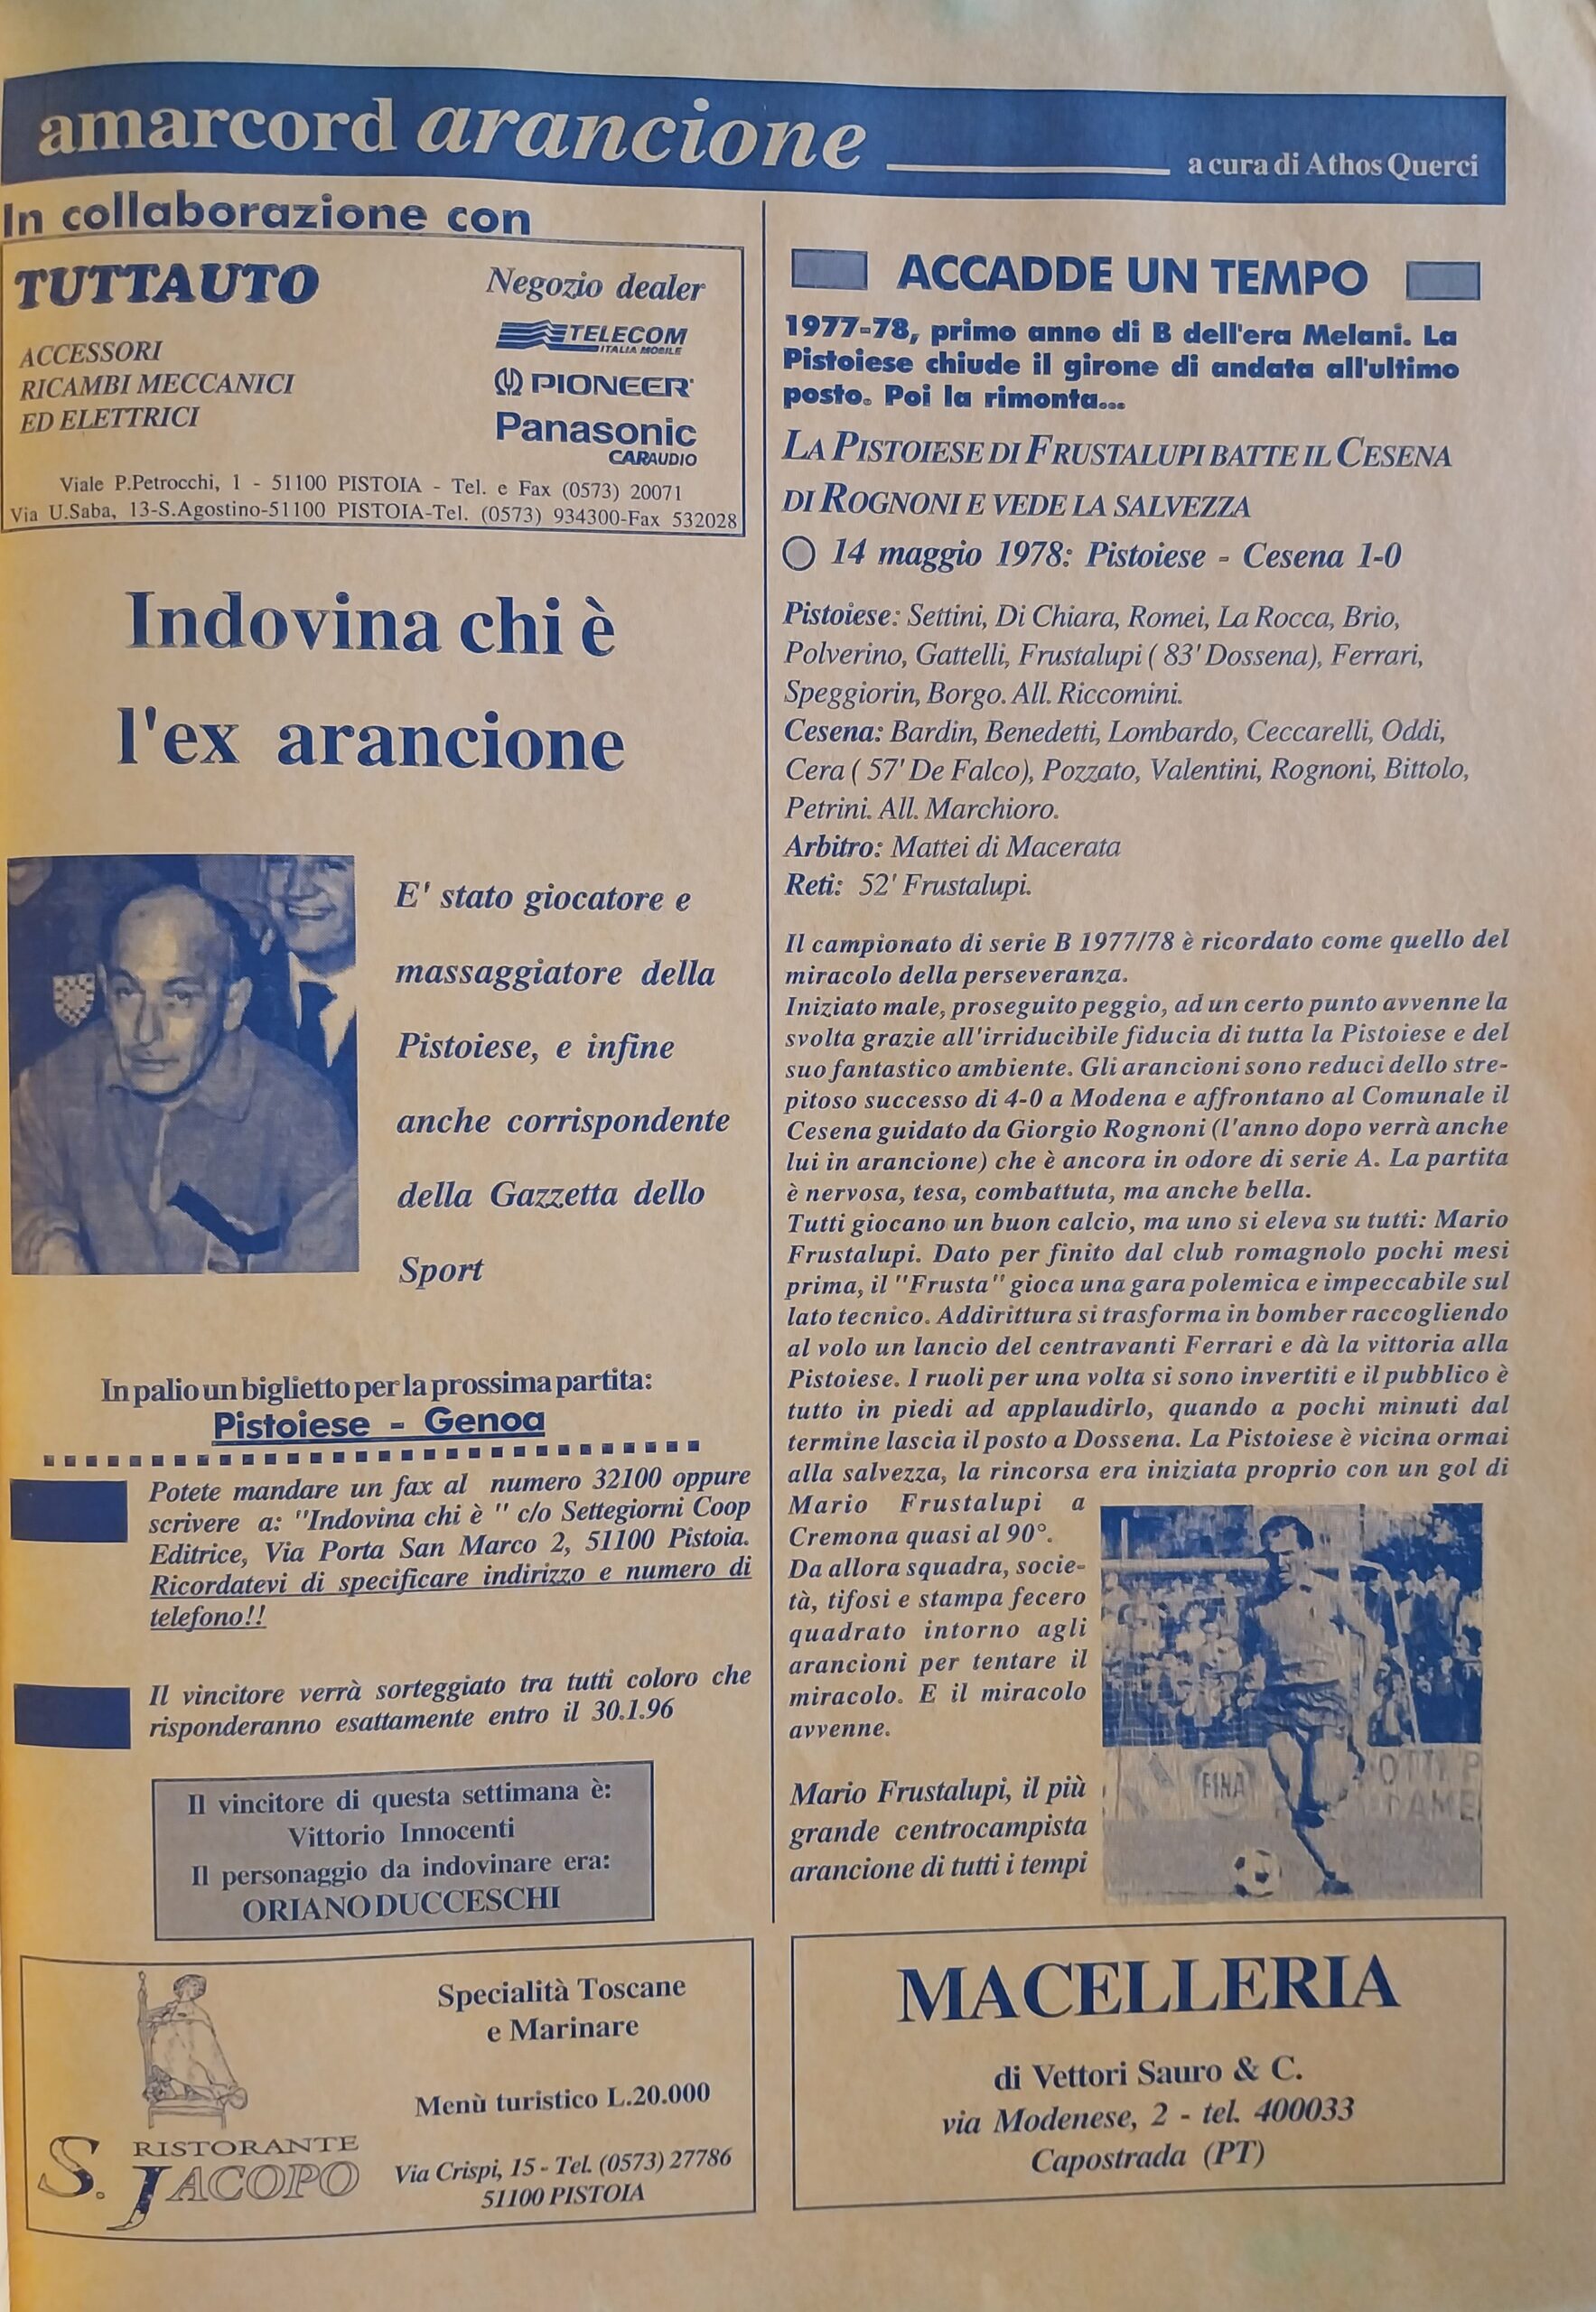 amarcord arancione
a cura di Athos Querci
In collaborazione con
TUTTAUTO
ACCESSORI
RICAMBI MECCANICI
ED ELETTRICI
Negozio dealer
TELECOM
ITALIA MOBILE
PIONEER
Panasonic
CARAUDIO
Viale P.Petrocchi, 1 - 51100 PISTOIA - Tel. e Fax (0573) 20071
Via U.Saba, 13-S.Agostino-51100 PISTOIA-Tel. (0573) 934300-Fax 532028
Indovina chi è
l'ex arancione
E' stato giocatore e
massaggiatore della
Pistoiese, e infine
anche corrispondente
della Gazzetta dello
Sport
In palio un biglietto per la prossima partita:
Pistoiese - Genoa
Potete mandare un fax al numero 32100 oppure
scrivere a: "Indovina chi è " c/o Settegiorni Coop
Editrice, Via Porta San Marco 2, 51100 Pistoia.
Ricordatevi di specificare indirizzo e numero di
telefono!!
Il vincitore verrà sorteggiato tra tutti coloro che
risponderanno esattamente entro il 30.1.96
Il vincitore di questa settimana è:
Vittorio Innocenti
Il personaggio da indovinare era:
ORIANO DUCCESCHI
S. JACOPO
RISTORANTE
Specialità Toscane
e Marinare
Menù turistico L.20.000
Via Crispi, 15 - Tel. (0573) 27786
51100 PISTOIA
ACCADDE UN TEMPO
1977-78, primo anno di B dell'era Melani. La
Pistoiese chiude il girone di andata all'ultimo
posto. Poi la rimonta...
LA PISTOIESE DI FRUSTALUPI BATTE IL CESENA
DI ROGNONI E VEDE LA SALVEZZA
14 maggio 1978: Pistoiese - Cesena 1-0
Pistoiese: Settini, Di Chiara, Romei, La Rocca, Brio,
Polverino, Gattelli, Frustalupi ( 83' Dossena), Ferrari,
Speggiorin, Borgo. All. Riccomini.
Cesena: Bardin, Benedetti, Lombardo, Ceccarelli, Oddi,
Cera ( 57' De Falco), Pozzato, Valentini, Rognoni, Bittolo,
Petrini. All. Marchioro.
Arbitro: Mattei di Macerata
Reti: 52' Frustalupi.
Il campionato di serie B 1977/78 è ricordato come quello del
miracolo della perseveranza.
Iniziato male, proseguito peggio, ad un certo punto avvenne la
svolta grazie all'irriducibile fiducia di tutta la Pistoiese e del
suo fantastico ambiente. Gli arancioni sono reduci dello stre-
pitoso successo di 4-0 a Modena e affrontano al Comunale il
Cesena guidato da Giorgio Rognoni (l'anno dopo verrà anche
lui in arancione) che è ancora in odore di serie A. La partita
è nervosa, tesa, combattuta, ma anche bella.
Tutti giocano un buon calcio, ma uno si eleva su tutti: Mario
Frustalupi. Dato per finito dal club romagnolo pochi mesi
prima, il "Frusta" gioca una gara polemica e impeccabile sul
lato tecnico. Addirittura si trasforma in bomber raccogliendo
al volo un lancio del centravanti Ferrari e dà la vittoria alla
Pistoiese. I ruoli per una volta si sono invertiti e il pubblico è
tutto in piedi ad applaudirlo, quando a pochi minuti dal
termine lascia il posto a Dossena. La Pistoiese è vicina ormai
alla salvezza, la rincorsa era iniziata proprio con un gol di
Mario Frustalupi a
Cremona quasi al 90°.
Da allora squadra, socie-
tà, tifosi e stampa fecero
quadrato intorno agli
arancioni per tentare il
miracolo. E il miracolo
avvenne.
Mario Frustalupi, il più
grande centrocampista
arancione di tutti i tempi
FINA
MACELLERIA
di Vettori Sauro & C.
via Modenese, 2 - tel. 400033
Capostrada (PT)